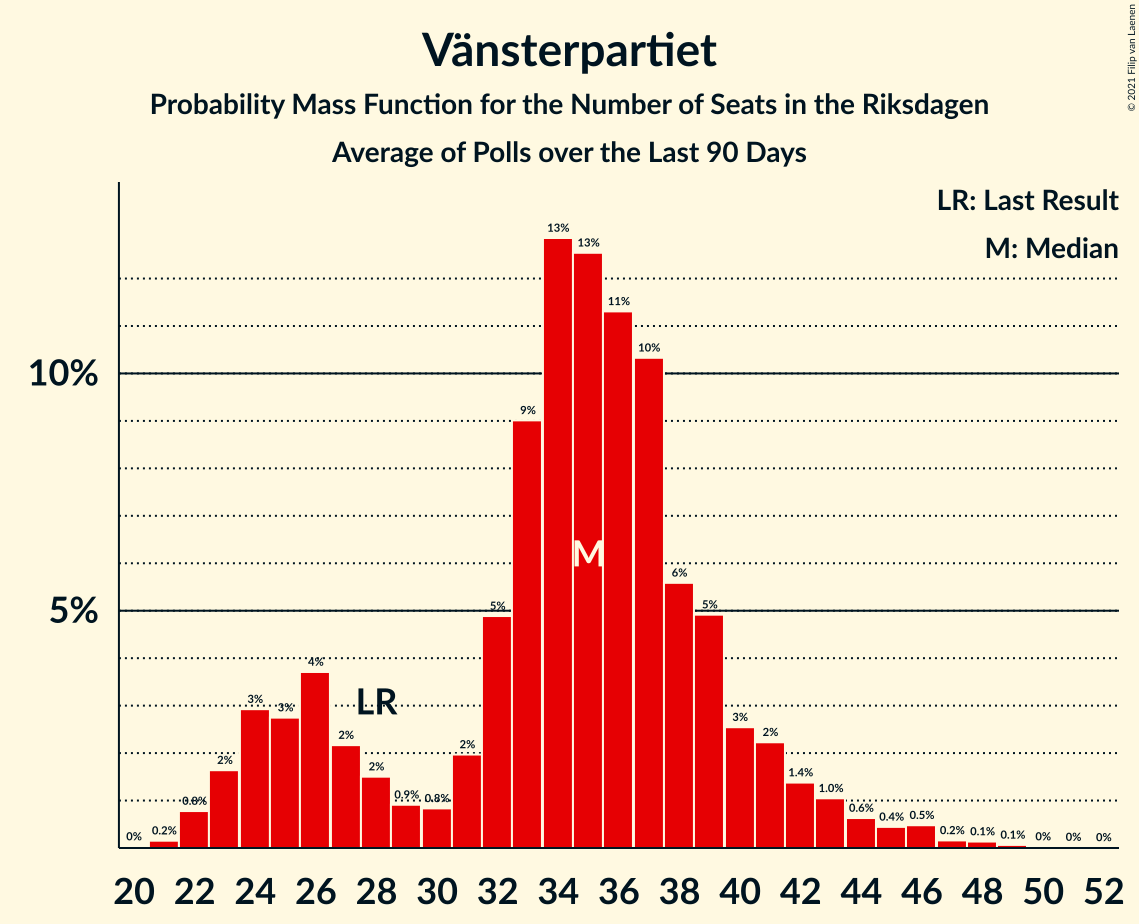 Vänsterpartiet
Probability Mass Function for the Number of Seats in the Riksdagen
Average of Polls over the Last 90 Days
© 2021 Filip van Laenen
LR: Last Result
M: Median
10%
5%
0% 0.2% 0.8% 2% 3% 3% 4% 2% 2% 0.9% 0.8% 2% 5% 9% 13% 13% 11% 10% 6% 5% 3% 2% 1.4% 1.0% 0.6% 0.4% 0.5% 0.2% 0.1% 0.1% 0% 0% 0%
LR
M
20 22 24 26 28 30 32 34 36 38 40 42 44 46 48 50 52